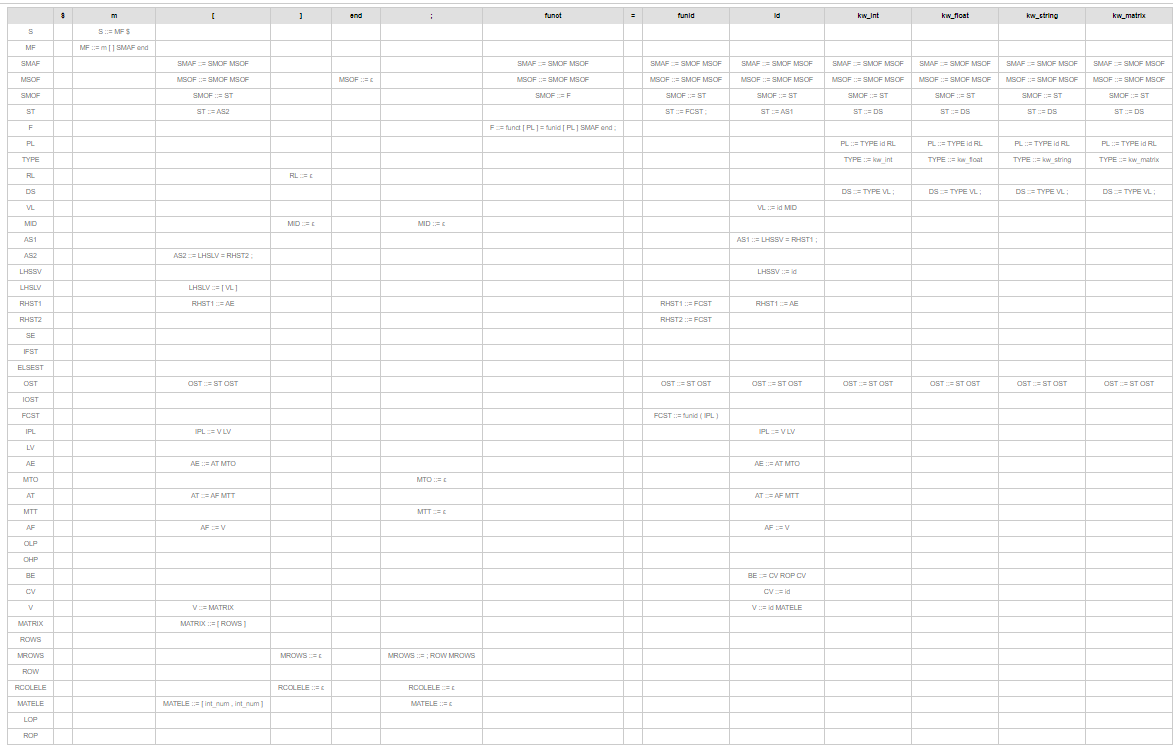 $ m [ ] end ; funct = funid id kw_int kw_float kw_string kw_matrix
S S ::= MF $
MF MF ::= m [ ] SMAF end
SMAF SMAF ::= SMOF MSOF SMAF ::= SMOF MSOF SMAF ::= SMOF MSOF SMAF ::= SMOF MSOF SMAF ::= SMOF MSOF SMAF ::= SMOF MSOF SMAF ::= SMOF MSOF SMAF ::= SMOF MSOF
MSOF MSOF ::= SMOF MSOF MSOF ::= ε MSOF ::= SMOF MSOF MSOF ::= SMOF MSOF MSOF ::= SMOF MSOF MSOF ::= SMOF MSOF MSOF ::= SMOF MSOF MSOF ::= SMOF MSOF MSOF ::= SMOF MSOF
SMOF SMOF ::= ST SMOF ::= F SMOF ::= ST SMOF ::= ST SMOF ::= ST SMOF ::= ST SMOF ::= ST SMOF ::= ST
ST ST ::= AS2 ST ::= FCST ; ST ::= AS1 ST ::= DS ST ::= DS ST ::= DS ST ::= DS
F F ::= funct [ PL ] = funid [ PL ] SMAF end ;
PL PL ::= TYPE id RL PL ::= TYPE id RL PL ::= TYPE id RL PL ::= TYPE id RL
TYPE TYPE ::= kw_int TYPE ::= kw_float TYPE ::= kw_string TYPE ::= kw_matrix
RL RL ::= ε
DS DS ::= TYPE VL ; DS ::= TYPE VL ; DS ::= TYPE VL ; DS ::= TYPE VL ;
VL VL ::= id MID
MID MID ::= ε MID ::= ε
AS1 AS1 ::= LHSSV = RHST1 ;
AS2 AS2 ::= LHSLV = RHST2 ;
LHSSV LHSSV ::= id
LHSLV LHSLV ::= [ VL ]
RHST1 RHST1 ::= AE RHST1 ::= FCST RHST1 ::= AE
RHST2 RHST2 ::= FCST
SE
IFST
ELSEST
OST OST ::= ST OST OST ::= ST OST OST ::= ST OST OST ::= ST OST OST ::= ST OST OST ::= ST OST OST ::= ST OST
IOST
FCST FCST ::= funid ( IPL )
IPL IPL ::= V LV IPL ::= V LV
LV
AE AE ::= AT MTO AE ::= AT MTO
MTO MTO ::= ε
AT AT ::= AF MTT AT ::= AF MTT
MTT MTT ::= ε
AF AF ::= V AF ::= V
OLP
OHP
BE BE ::= CV ROP CV
CV CV ::= id
V V ::= MATRIX V ::= id MATELE
MATRIX MATRIX ::= [ ROWS ]
ROWS
MROWS MROWS ::= ε MROWS ::= ; ROW MROWS
ROW
RCOLELE RCOLELE ::= ε RCOLELE ::= ε
MATELE MATELE ::= [ int_num , int_num ] MATELE ::= ε
LOP
ROP